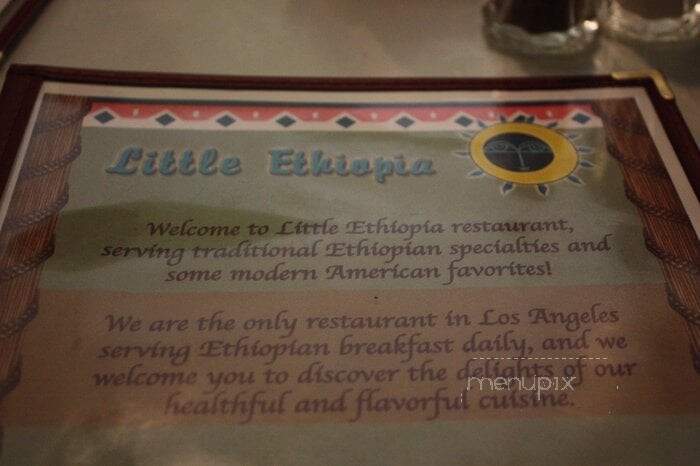 Little Ethiopia
Welcome to Little Ethiopia restaurant,
serving traditional Ethiopian specialties and
some modern American favorites!
We are the only restaurant in Los Angeles
serving Ethiopian breakfast daily, and we
welcome you to discover the delights of our
healthful and flavorful cuisine.
menupix